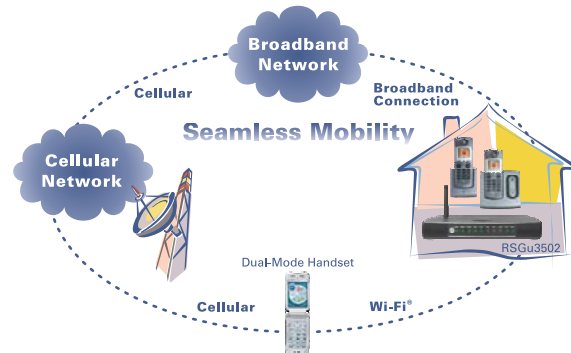 Broadband
Network
Cellular
Broadband
Connection
Seamless Mobility
Cellular
Network
RSGu3502
Dual-Mode Handset
Cellular
Wi-Fi®